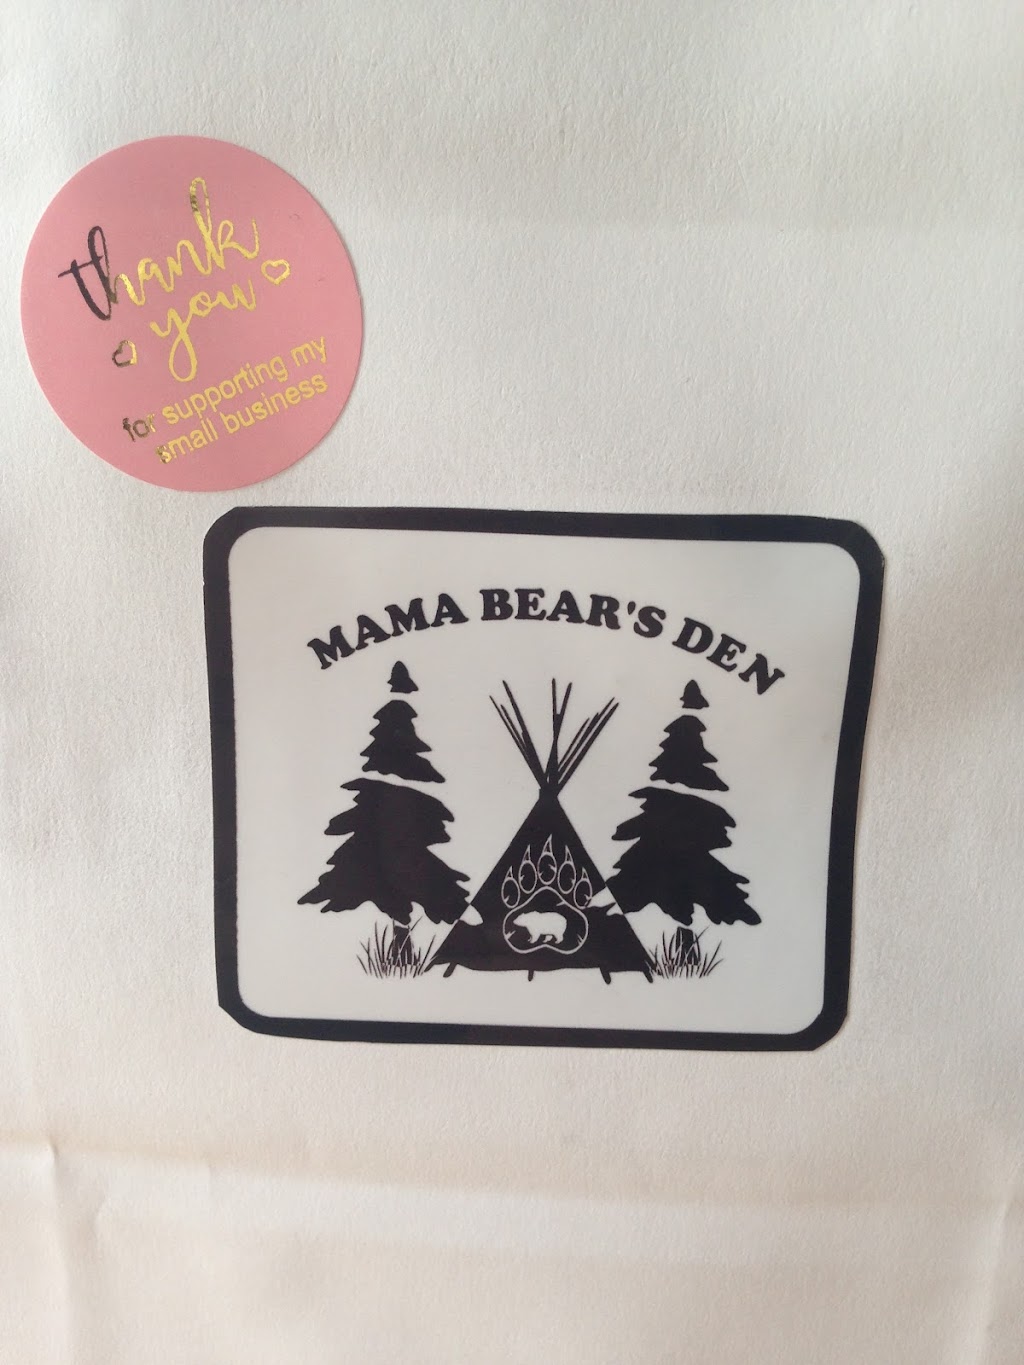 thank
you
for supporting my
small business
MAMA BEAR'S DEN